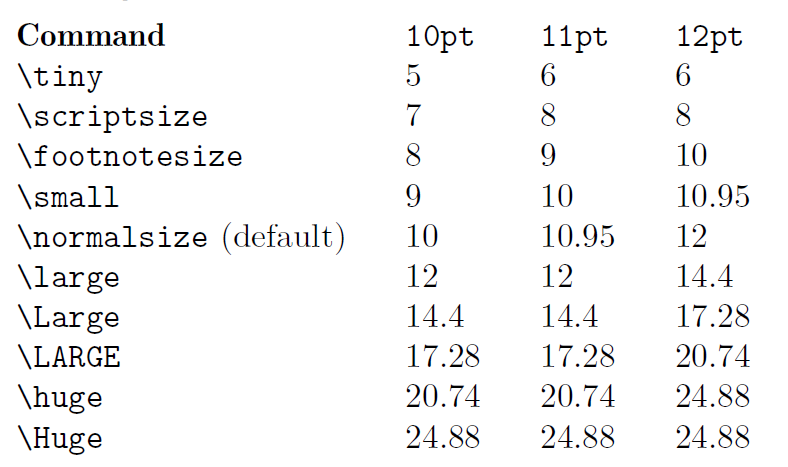 Command 10pt 11pt 12pt
\tiny 5 6 6
\scriptsize 7 8 8
\footnotesize 8 9 10
\small 9 10 10.95
\normalsize (default) 10 10.95 12
\large 12 12 14.4
\Large 14.4 14.4 17.28
\LARGE 17.28 17.28 20.74
\huge 20.74 20.74 24.88
\Huge 24.88 24.88 24.88